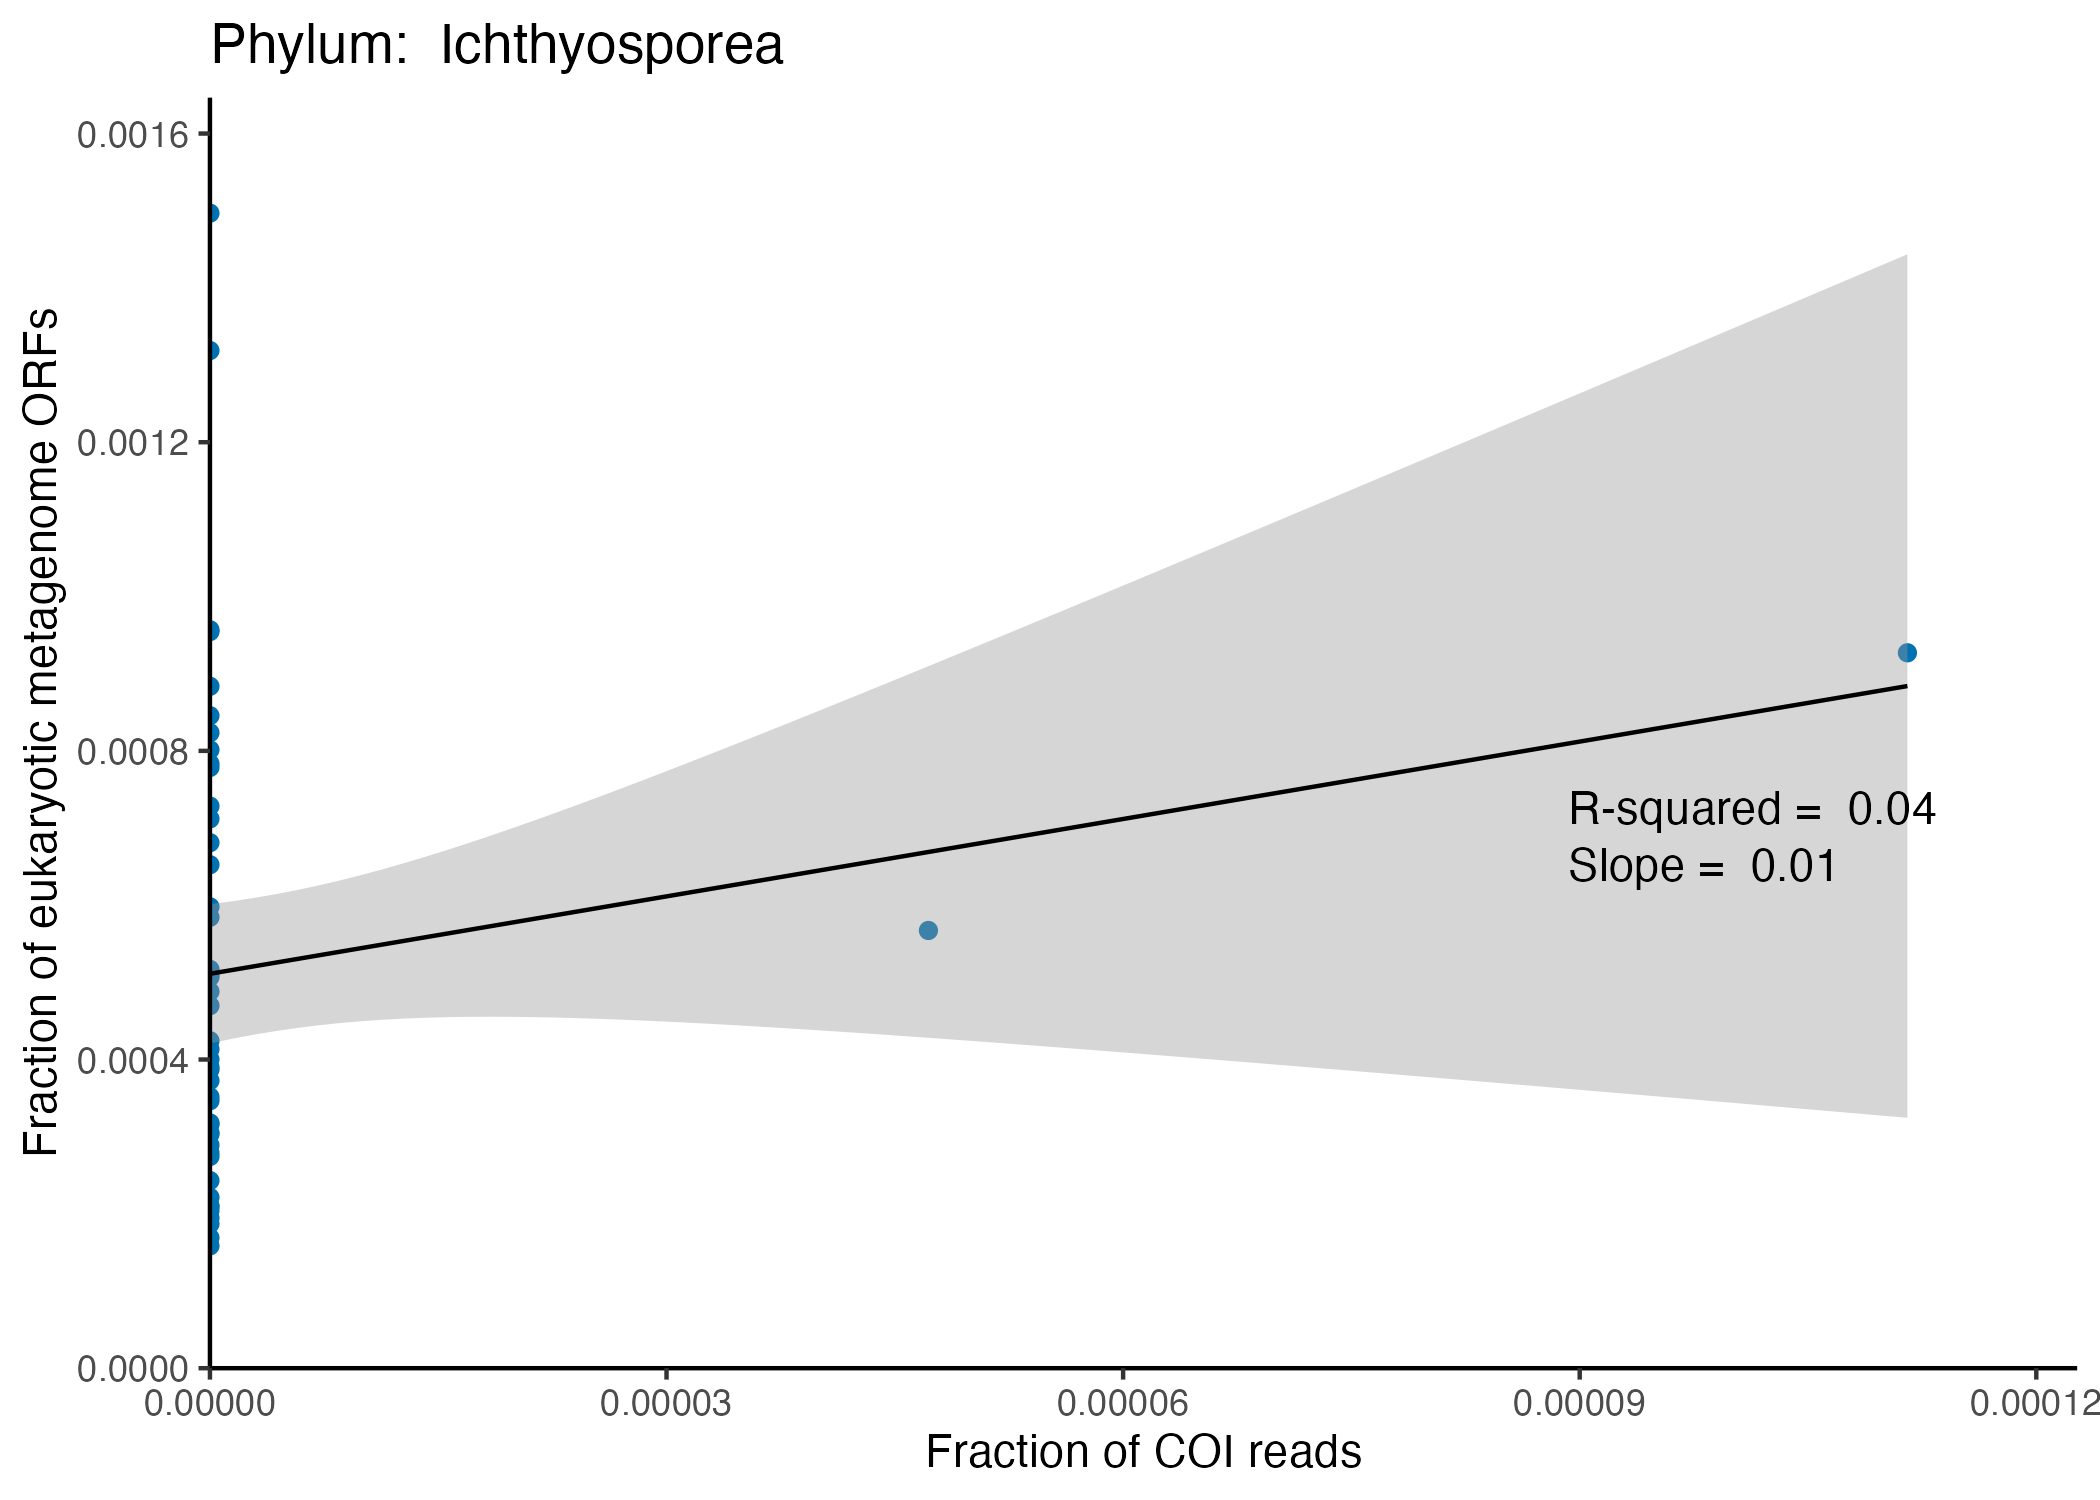 Phylum:  Ichthyosporea
Fraction of eukaryotic metagenome ORFs
0.0016
0.0012
0.0008
0.0004
0.0000
R-squared =  0.04
Slope =  0.01
0.00000 0.00003 0.00006 0.00009 0.00012
Fraction of COI reads